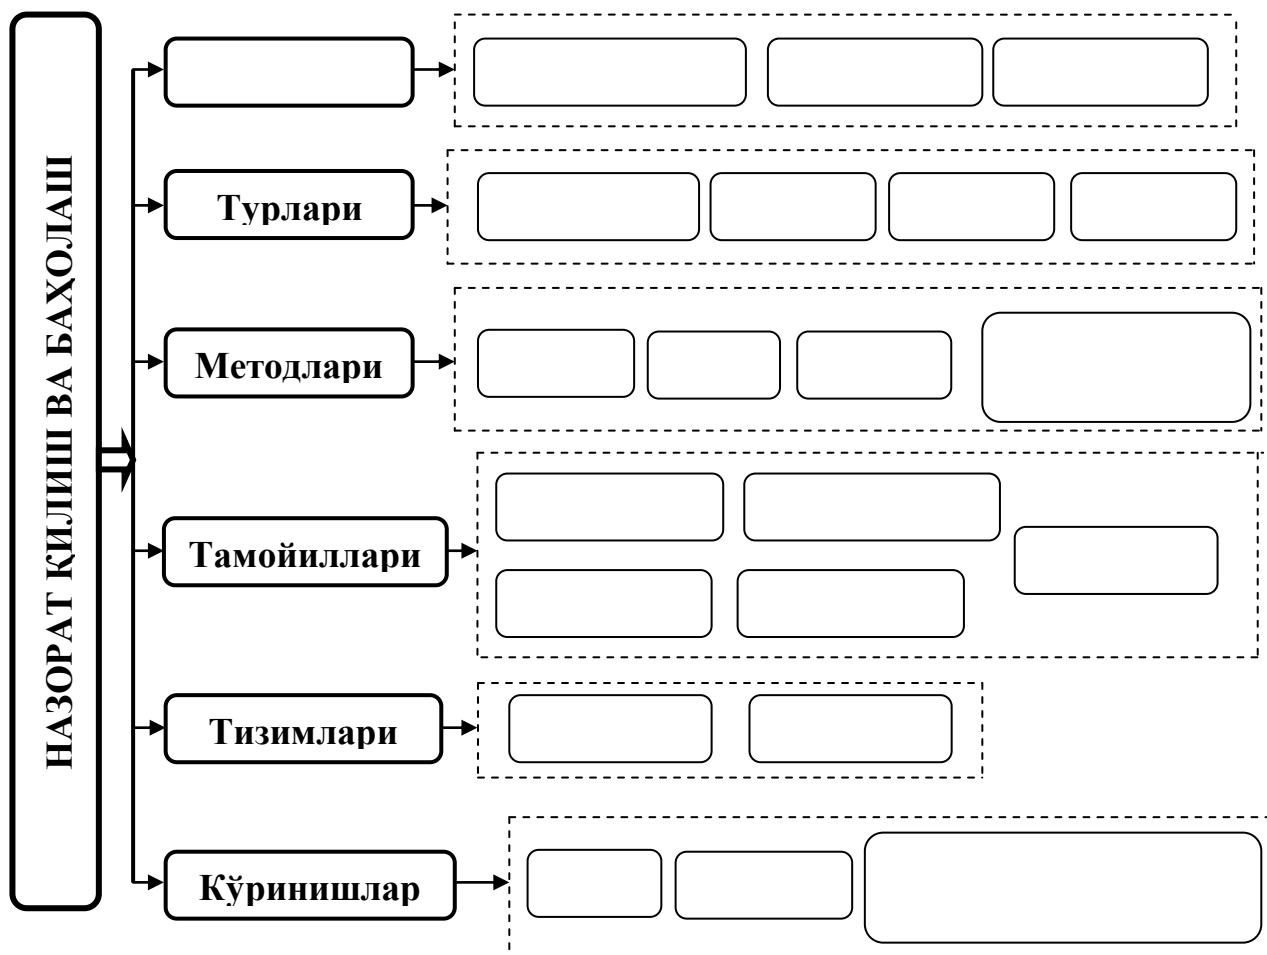 НАЗОРАТ ҚИЛИШ ВА БАҲОЛАШ
Турлари
Методлари
Тамойиллари
Тизимлари
Кўринишлар